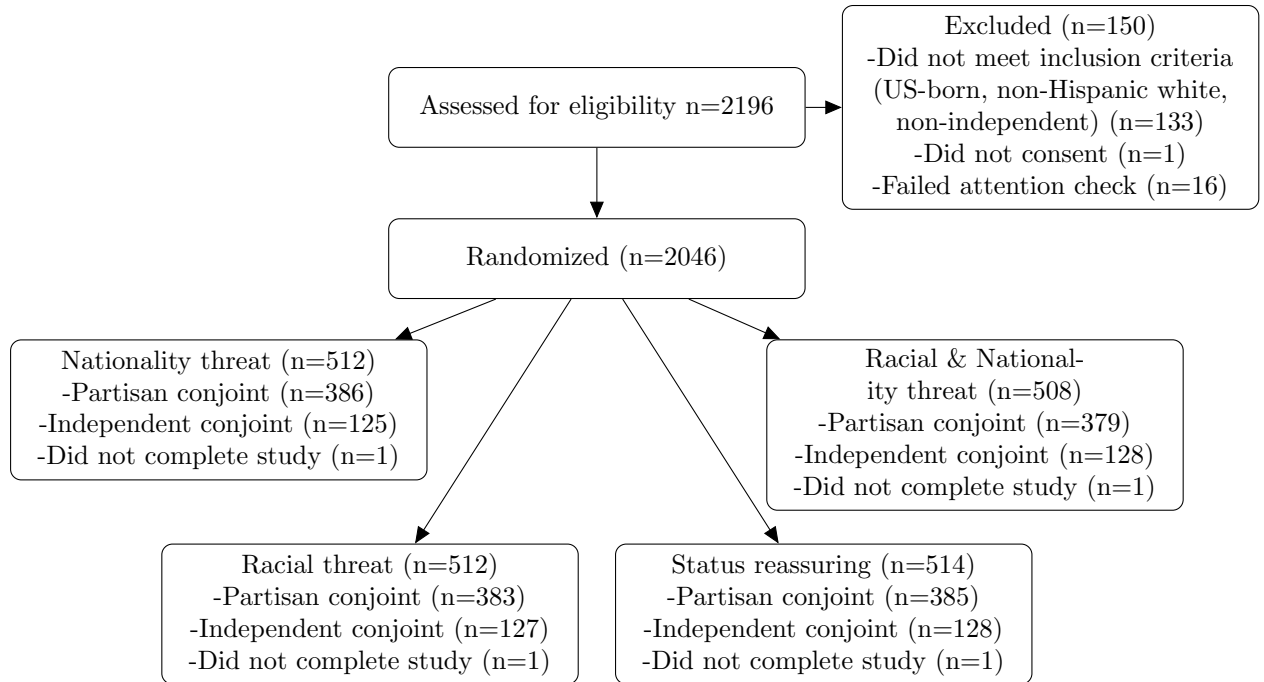 Assessed for eligibility n=2196
Excluded (n=150)
-Did not meet inclusion criteria
(US-born, non-Hispanic white,
non-independent) (n=133)
-Did not consent (n=1)
-Failed attention check (n=16)
Randomized (n=2046)
Nationality threat (n=512)
-Partisan conjoint (n=386)
-Independent conjoint (n=125)
-Did not complete study (n=1)
Racial & National-
ity threat (n=508)
-Partisan conjoint (n=379)
-Independent conjoint (n=128)
-Did not complete study (n=1)
Racial threat (n=512)
-Partisan conjoint (n=383)
-Independent conjoint (n=127)
-Did not complete study (n=1)
Status reassuring (n=514)
-Partisan conjoint (n=385)
-Independent conjoint (n=128)
-Did not complete study (n=1)